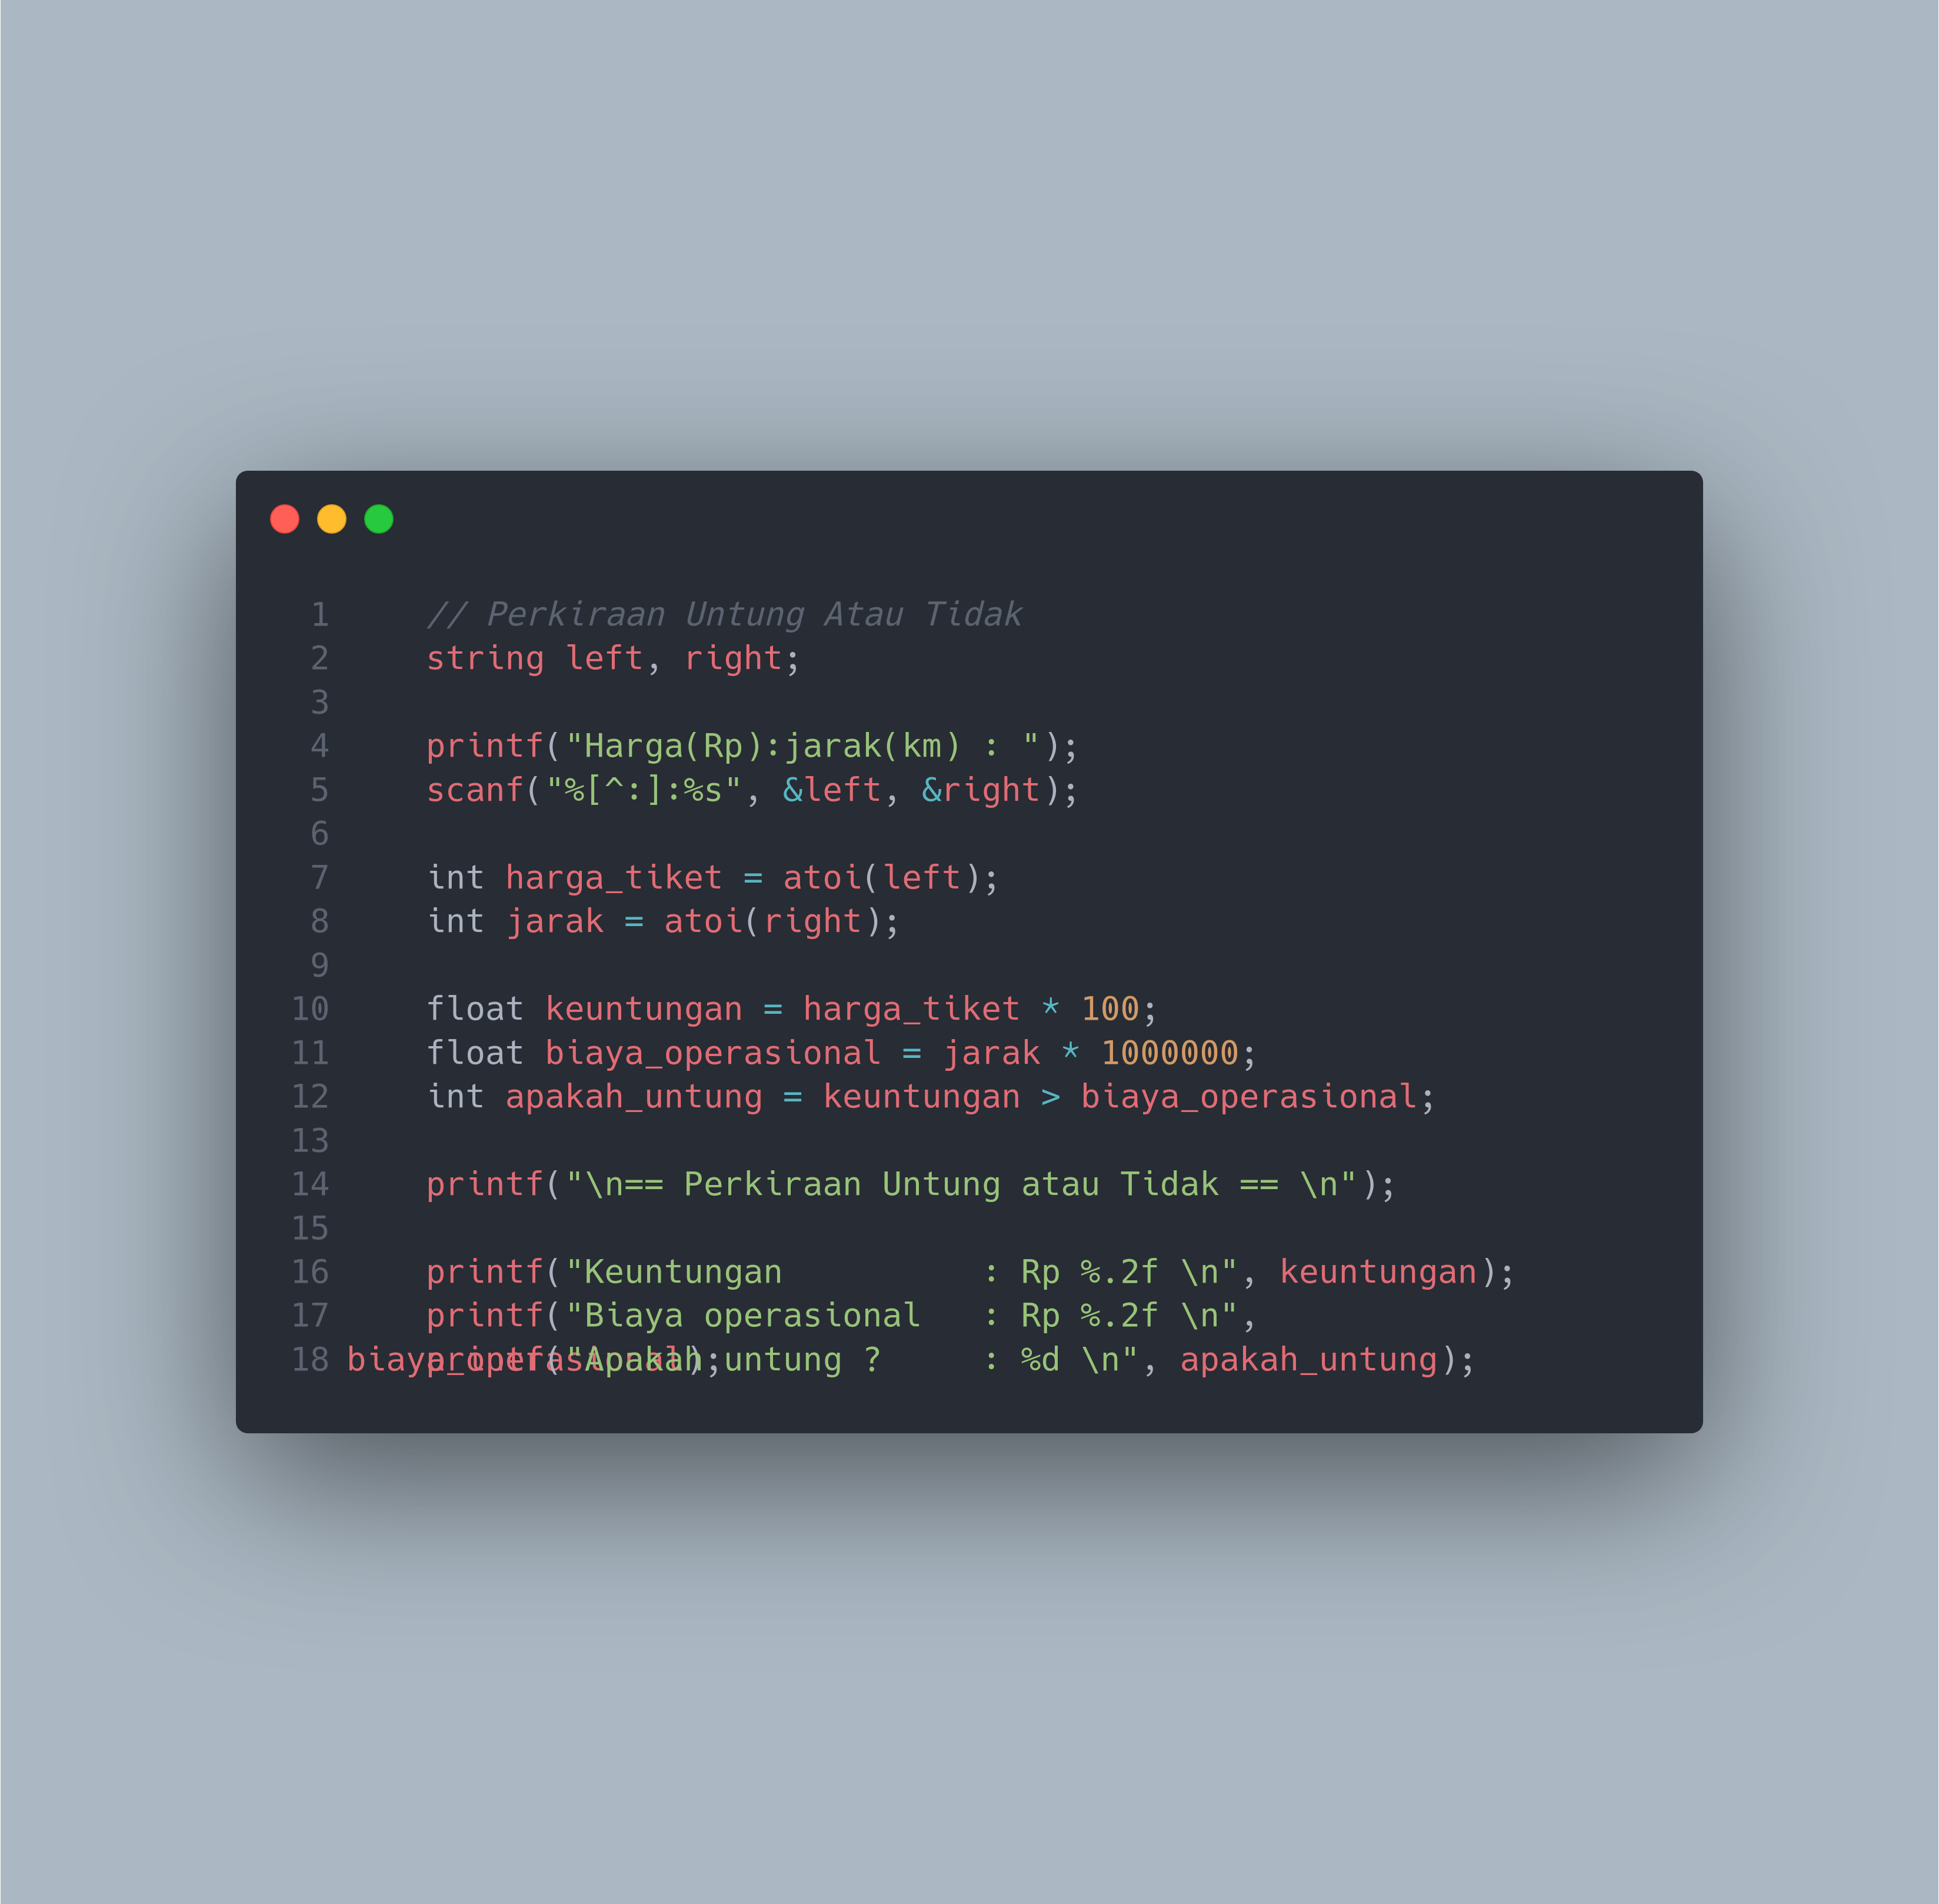 1 // Perkiraan Untung Atau Tidak
2 string left, right;
3
4 printf("Harga(Rp):jarak(km) : ");
5 scanf("%[^:]:%s", &left, &right);
6
7 int harga_tiket = atoi(left);
8 int jarak = atoi(right);
9
10 float keuntungan = harga_tiket * 100;
11 float biaya_operasional = jarak * 1000000;
12 int apakah_untung = keuntungan > biaya_operasional;
13
14 printf("\n== Perkiraan Untung atau Tidak == \n");
15
16 printf("Keuntungan          : Rp %.2f \n", keuntungan);
17 printf("Biaya operasional   : Rp %.2f \n",
biaya_operasional);
18 printf("Apakah untung ?     : %d \n", apakah_untung);